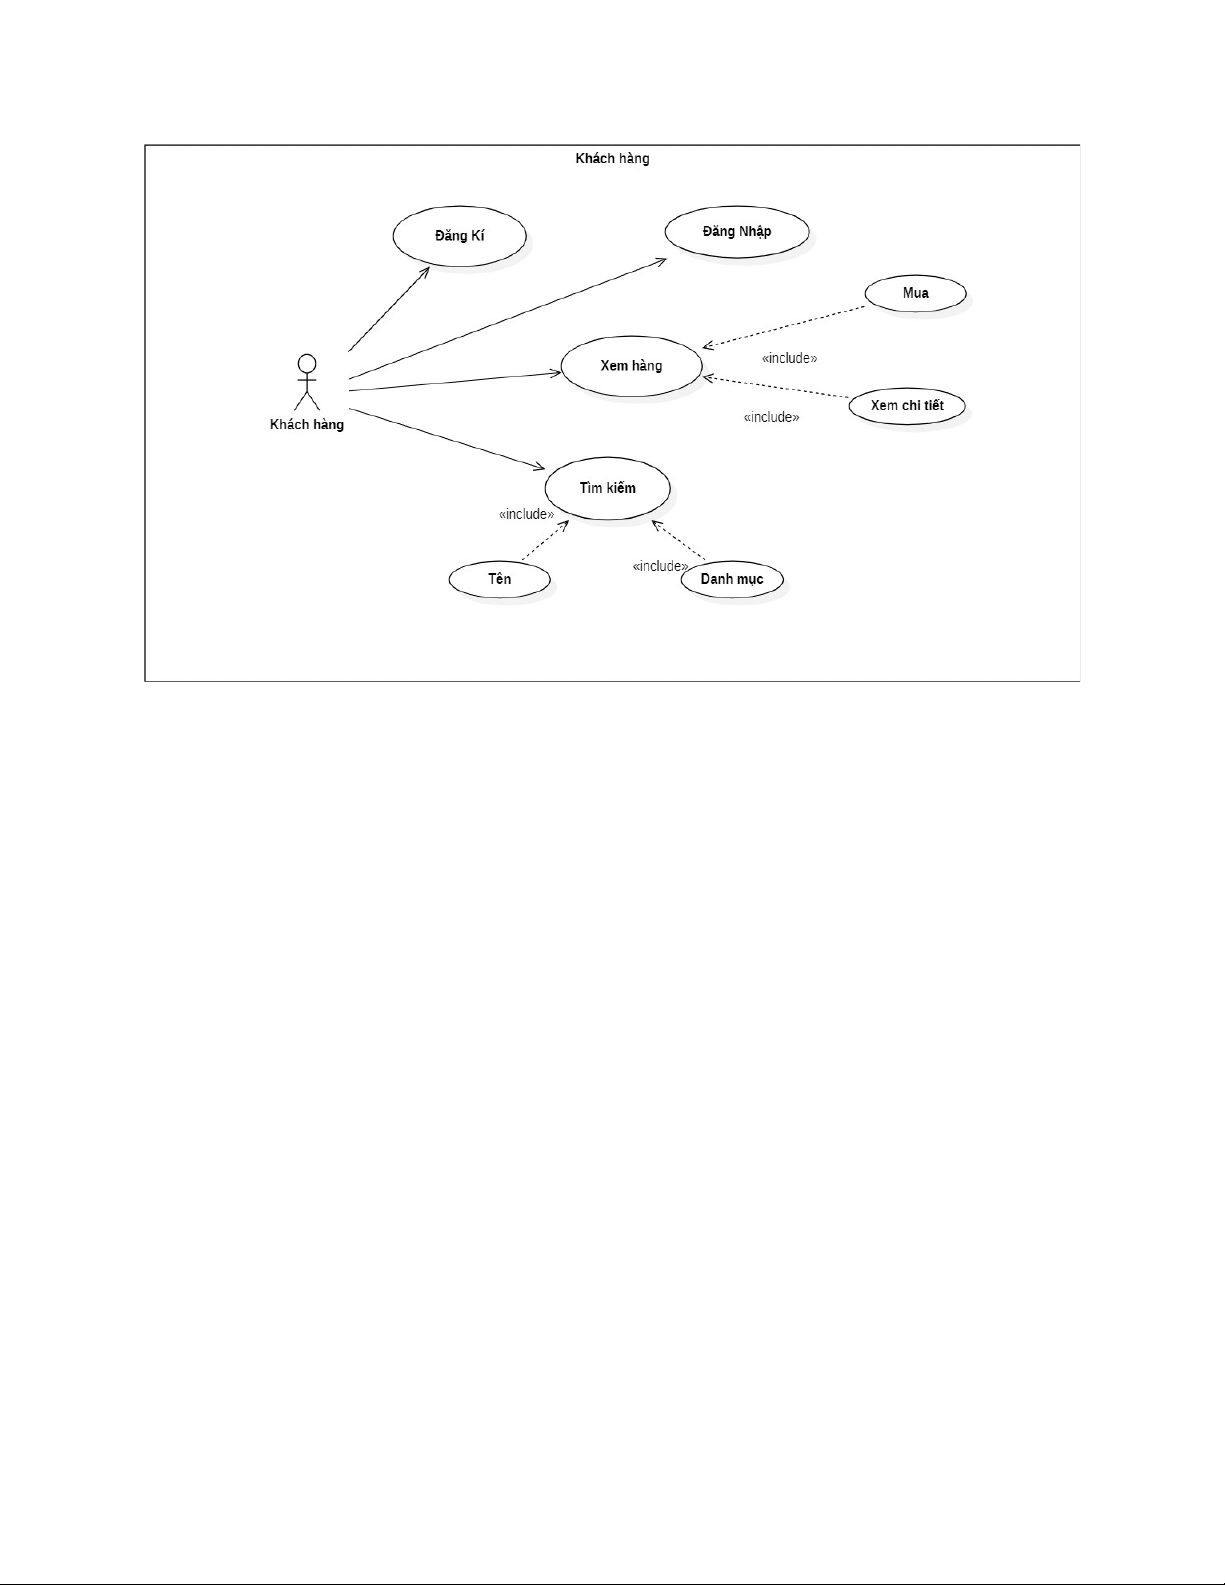 Khách hàng
Đăng Kí
Đăng Nhập
Mua
Xem hàng
«include»
Xem chi tiết
«include»
Khách hàng
Tìm kiếm
«include»
«include»
Tên
Danh mục